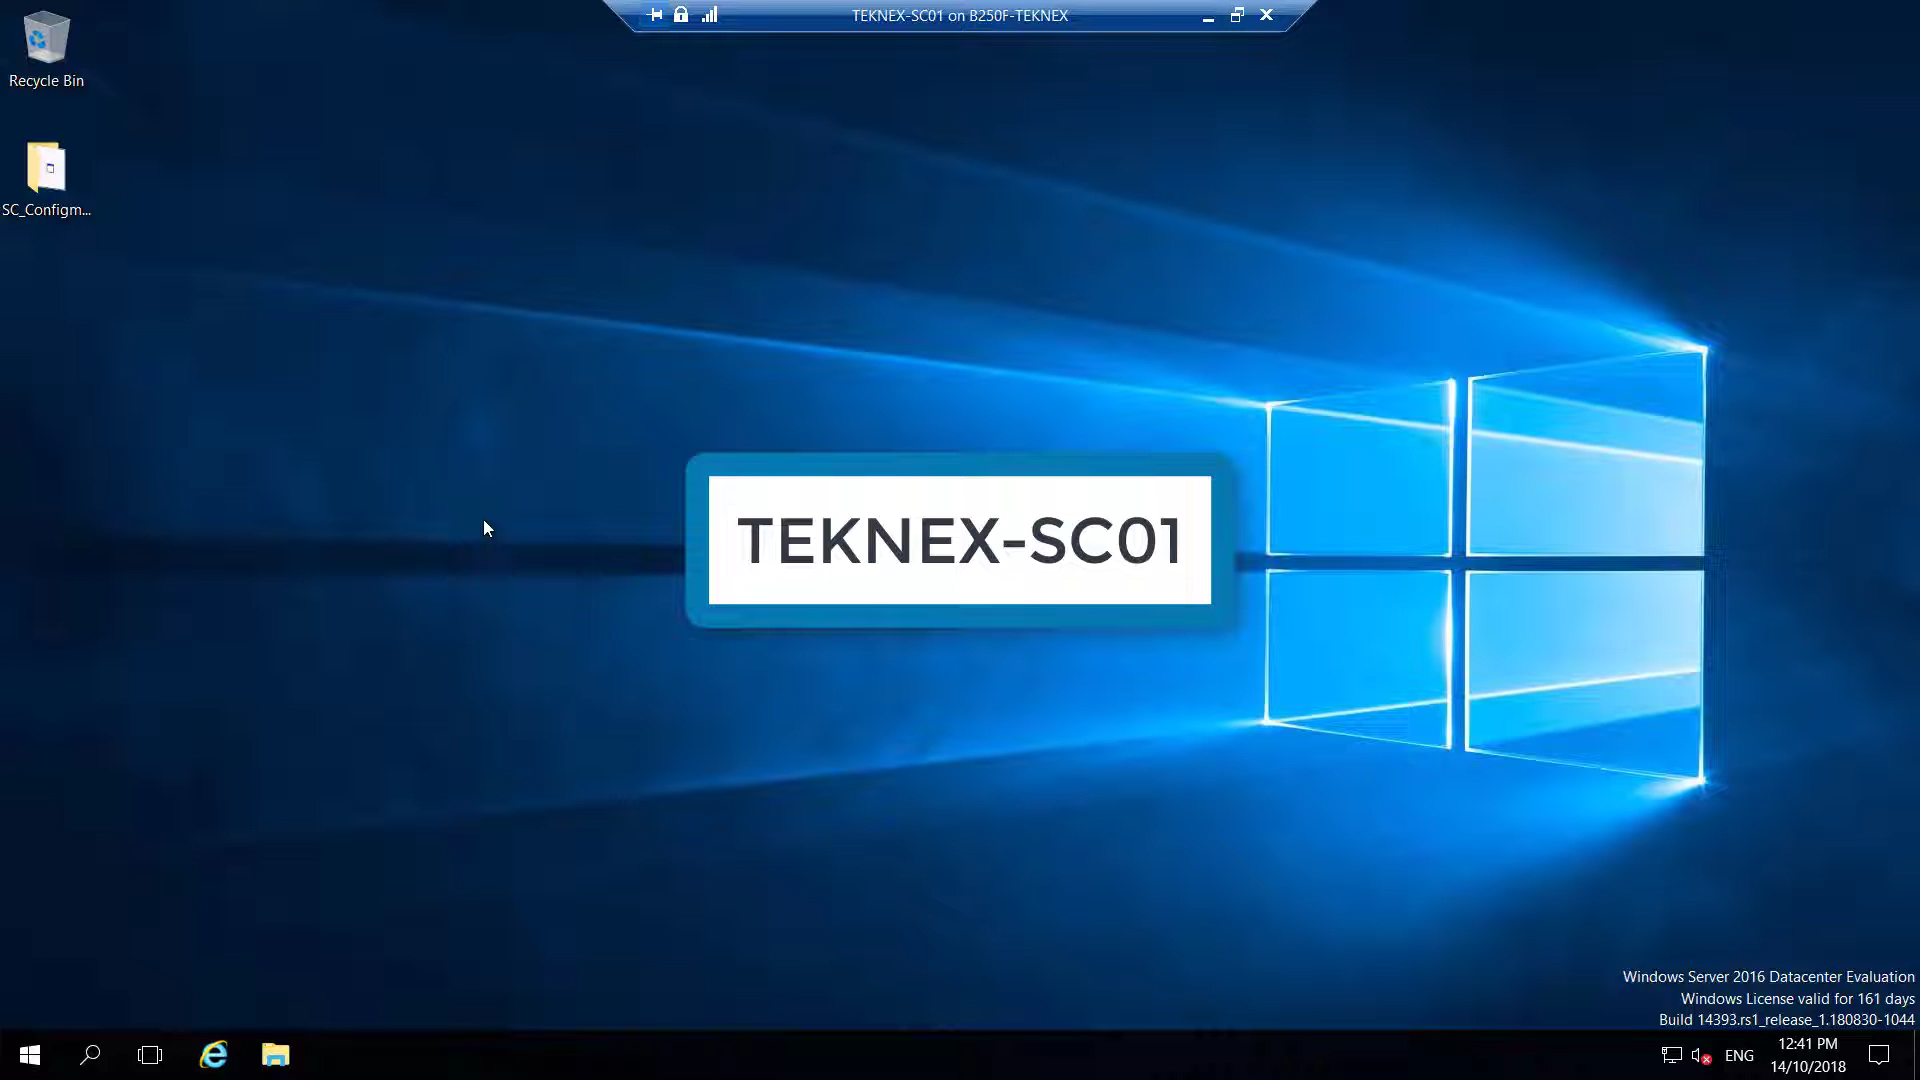 TEKNEX-SC01 on B250F-TEKNEX
Recycle Bin
SC_Configm...
TEKNEX-SC01
Windows Server 2016 Datacenter Evaluation
Windows License valid for 161 days
Build 14393.rs1_release_1.180830-1044
ENG
12:41 PM
14/10/2018